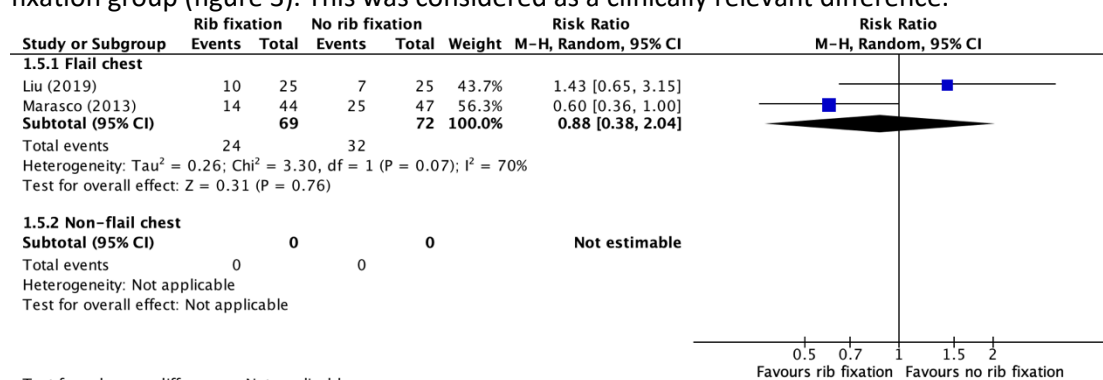 fixation group (figure 5). This was considered as a clinically relevant difference.
Rib fixation No rib fixation Risk Ratio Risk Ratio
Study or Subgroup Events Total Events Total Weight M-H, Random, 95% CI M-H, Random, 95% CI
1.5.1 Flail chest
Liu (2019) 10 25 7 25 43.7% 1.43 [0.65, 3.15]
Marasco (2013) 14 44 25 47 56.3% 0.60 [0.36, 1.00]
Subtotal (95% CI) 69 72 100.0% 0.88 [0.38, 2.04]
Total events 24 32
Heterogeneity: Tau² = 0.26; Chi² = 3.30, df = 1 (P = 0.07); I² = 70%
Test for overall effect: Z = 0.31 (P = 0.76)
1.5.2 Non-flail chest
Subtotal (95% CI) 0 0 Not estimable
Total events 0 0
Heterogeneity: Not applicable
Test for overall effect: Not applicable
0.5 0.7 1 1.5 2
Favours rib fixation Favours no rib fixation